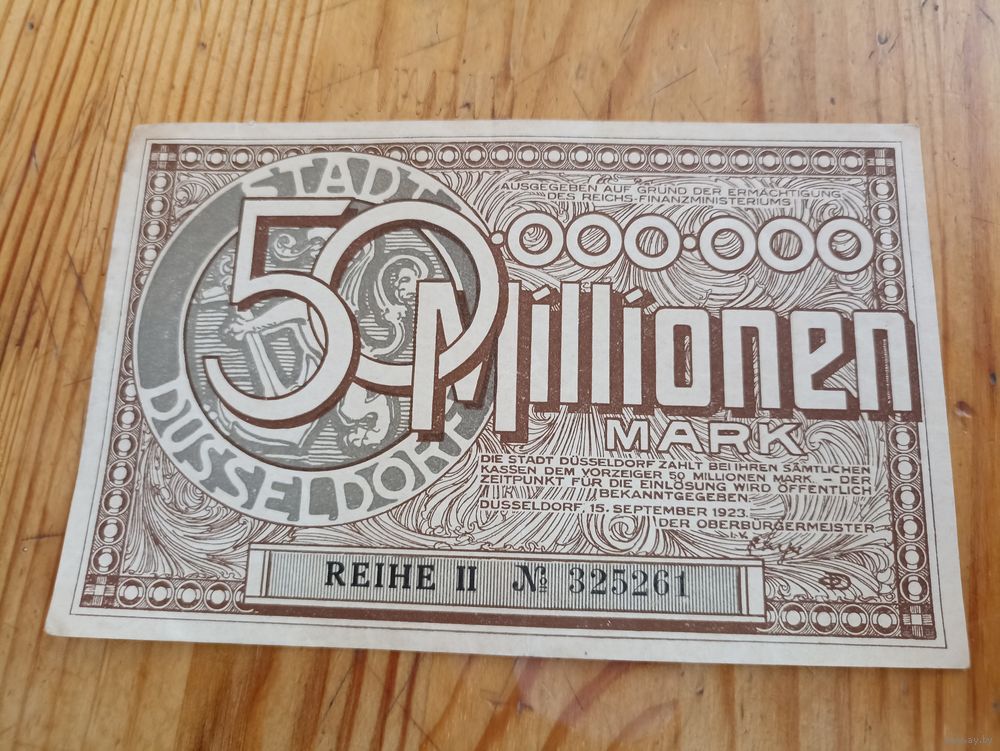 STADT
DÜSSELDORF
AUSGEGEBEN AUF GRUND DER ERMÄCHTIGUNG
DES REICHS-FINANZMINISTERIUMS
50·000·000
Millionen
MARK
DIE STADT DÜSSELDORF ZAHLT BEI IHREN SÄMTLICHEN
KASSEN DEM VORZEIGER 50 MILLIONEN MARK. – DER
ZEITPUNKT FÜR DIE EINLÖSUNG WIRD ÖFFENTLICH
BEKANNTGEGEBEN
DÜSSELDORF, 15. SEPTEMBER 1923.
DER OBERBÜRGERMEISTER
I.V.
REIHE II № 325261